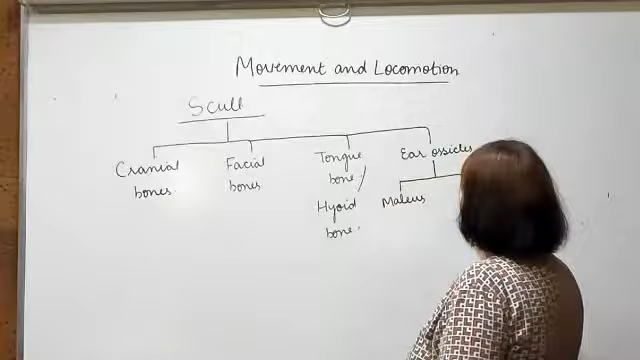 Movement and Locomotion
Scull
Cranial
bones.
Facial
bones
Tongue
bone/
Hyoid
bone.
Ear ossicles
Maleus